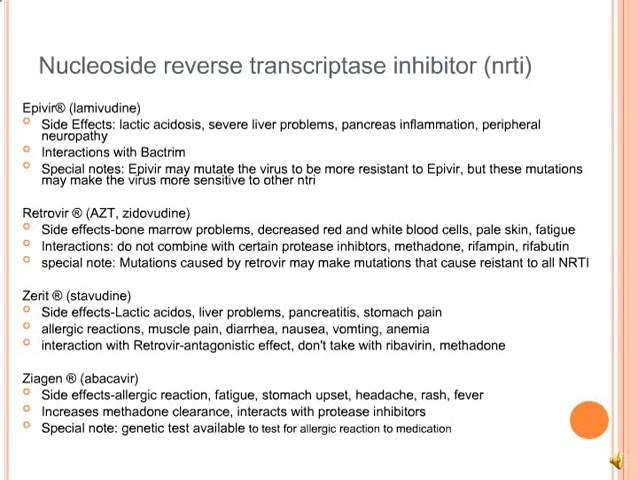 Nucleoside reverse transcriptase inhibitor (nrti)
Epivir® (lamivudine)
Side Effects: lactic acidosis, severe liver problems, pancreas inflammation, peripheral
neuropathy
Interactions with Bactrim
Special notes: Epivir may mutate the virus to be more resistant to Epivir, but these mutations
may make the virus more sensitive to other ntri
Retrovir ® (AZT, zidovudine)
Side effects-bone marrow problems, decreased red and white blood cells, pale skin, fatigue
Interactions: do not combine with certain protease inhibtors, methadone, rifampin, rifabutin
special note: Mutations caused by retrovir may make mutations that cause reistant to all NRTI
Zerit ® (stavudine)
Side effects-Lactic acidos, liver problems, pancreatitis, stomach pain
allergic reactions, muscle pain, diarrhea, nausea, vomting, anemia
interaction with Retrovir-antagonistic effect, don't take with ribavirin, methadone
Ziagen ® (abacavir)
Side effects-allergic reaction, fatigue, stomach upset, headache, rash, fever
Increases methadone clearance, interacts with protease inhibitors
Special note: genetic test available to test for allergic reaction to medication